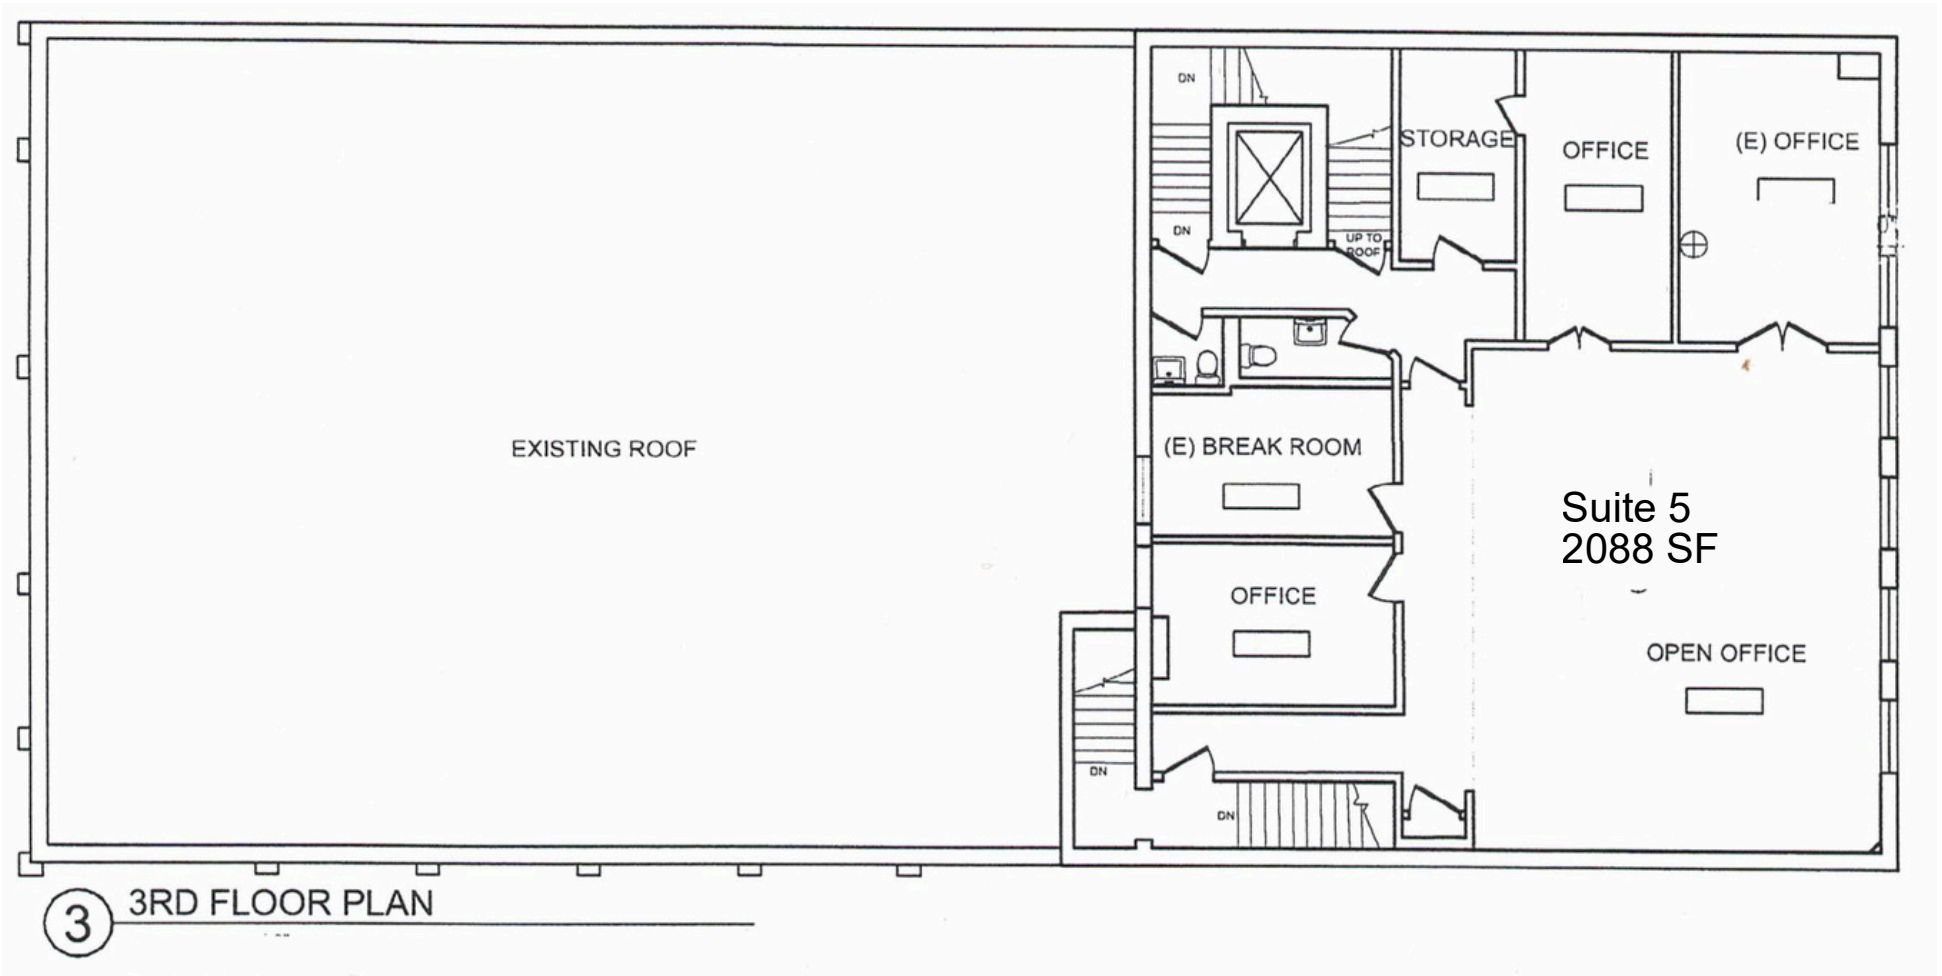 DN
STORAGE
OFFICE
(E) OFFICE
DN
UP TO
ROOF
EXISTING ROOF
(E) BREAK ROOM
Suite 5
2088 SF
OFFICE
OPEN OFFICE
DN
DN
3
3RD FLOOR PLAN